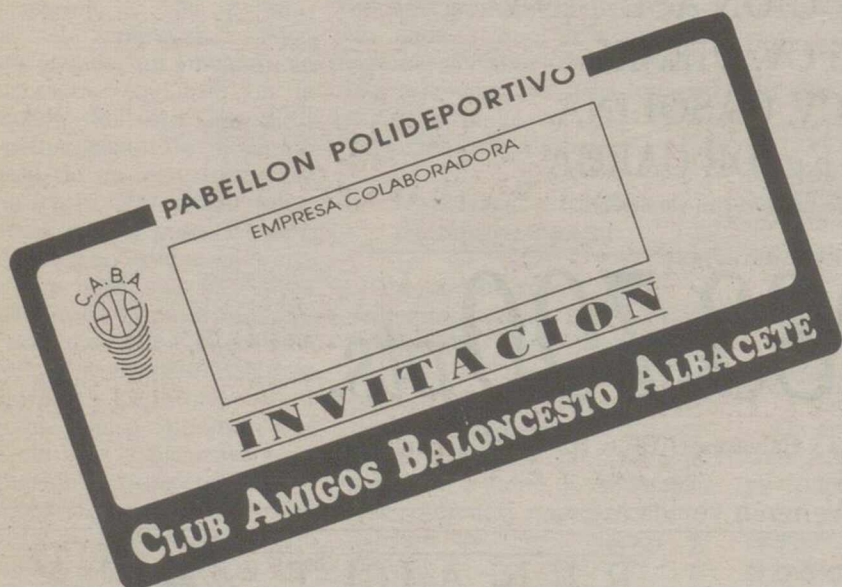 PABELLON POLIDEPORTIVO
EMPRESA COLABORADORA
C.A.B.A
INVITACION
CLUB AMIGOS BALONCESTO ALBACETE